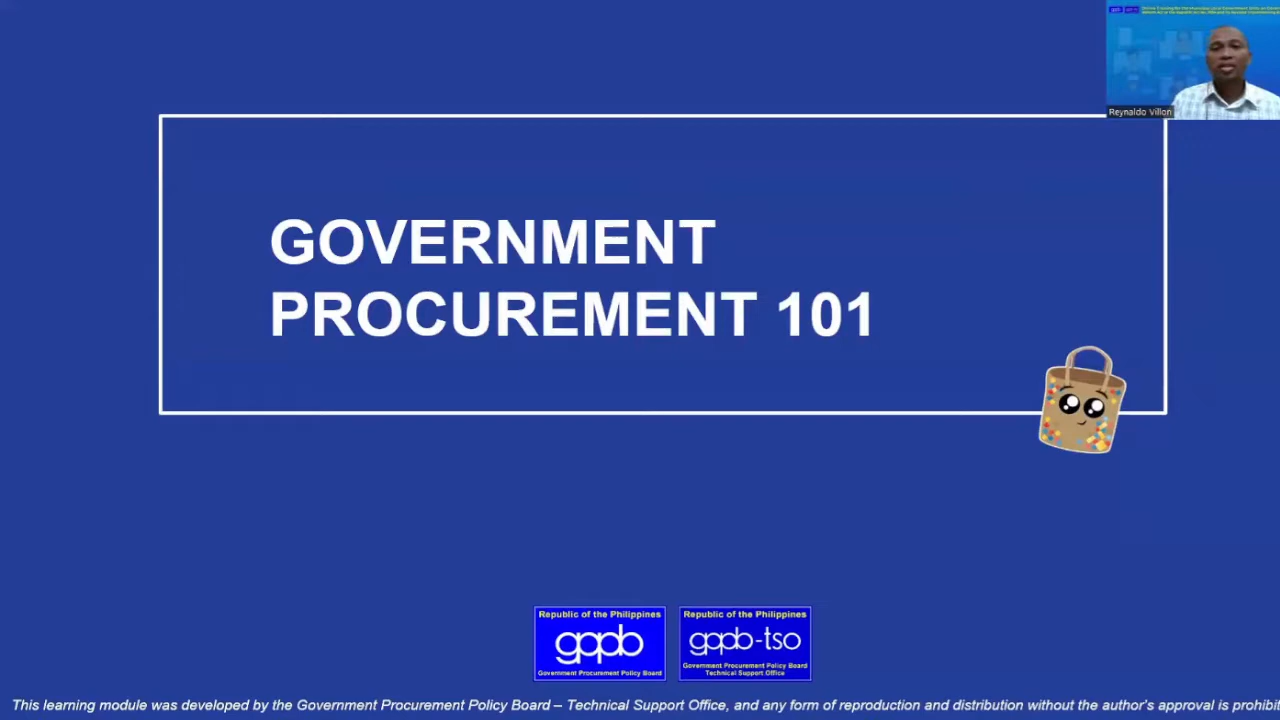 Reynaldo Villon
GOVERNMENT
PROCUREMENT 101
Republic of the Philippines
gppb
Government Procurement Policy Board
Republic of the Philippines
gppb-tso
Government Procurement Policy Board
Technical Support Office
This learning module was developed by the Government Procurement Policy Board – Technical Support Office, and any form of reproduction and distribution without the author's approval is prohibit